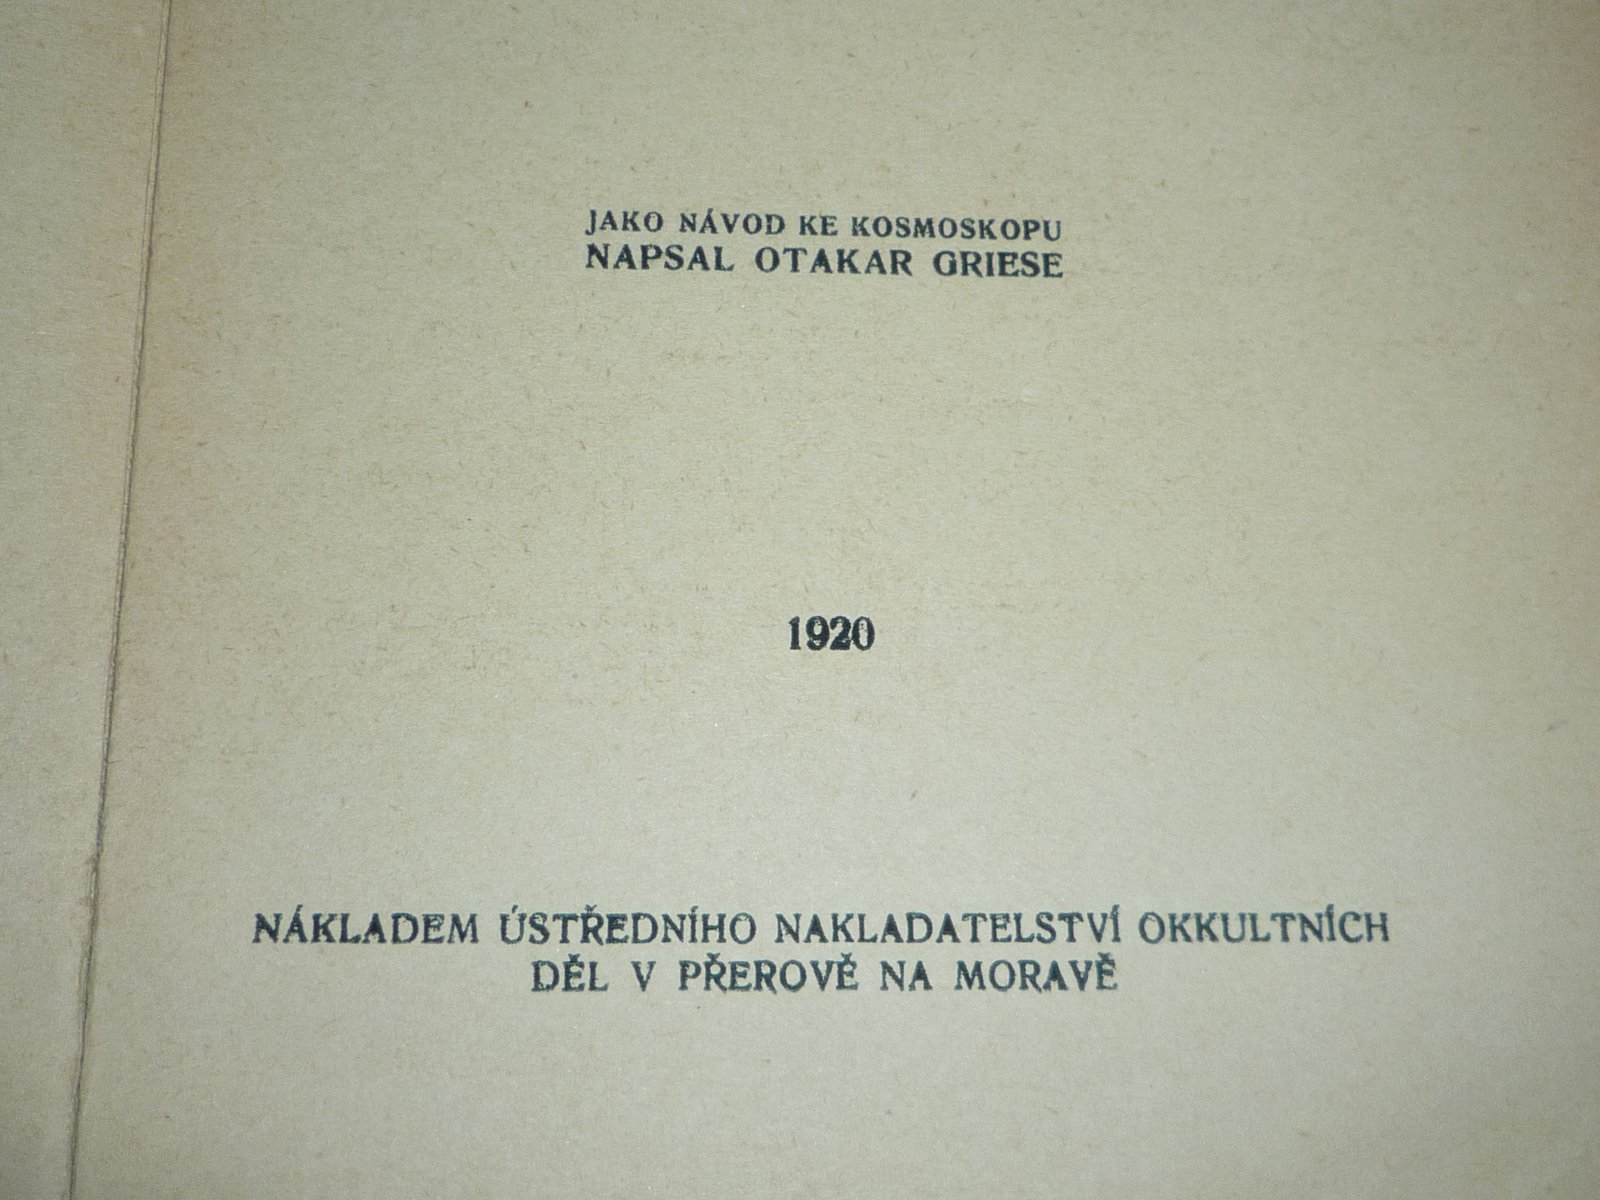 JAKO NÁVOD KE KOSMOSKOPU
NAPSAL OTAKAR GRIESE
1920
NÁKLADEM ÚSTŘEDNÍHO NAKLADATELSTVÍ OKKULTNÍCH
DĚL V PŘEROVĚ NA MORAVĚ